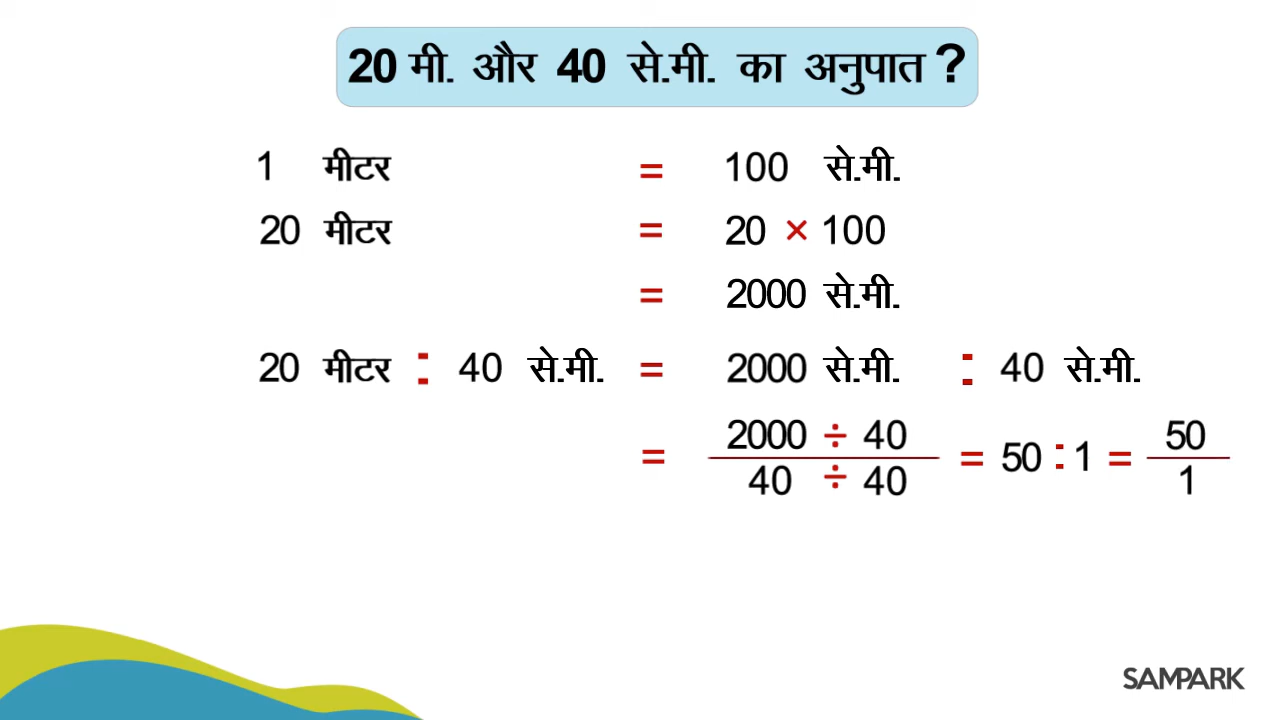 20 मी. और 40 से.मी. का अनुपात ?
1 मीटर = 100 से.मी.
20 मीटर = 20 × 100
= 2000 से.मी.
20 मीटर : 40 से.मी. = 2000 से.मी. : 40 से.मी.
= 2000 ÷ 40 / 40 ÷ 40 = 50 : 1 = 50 / 1
SAMPARK